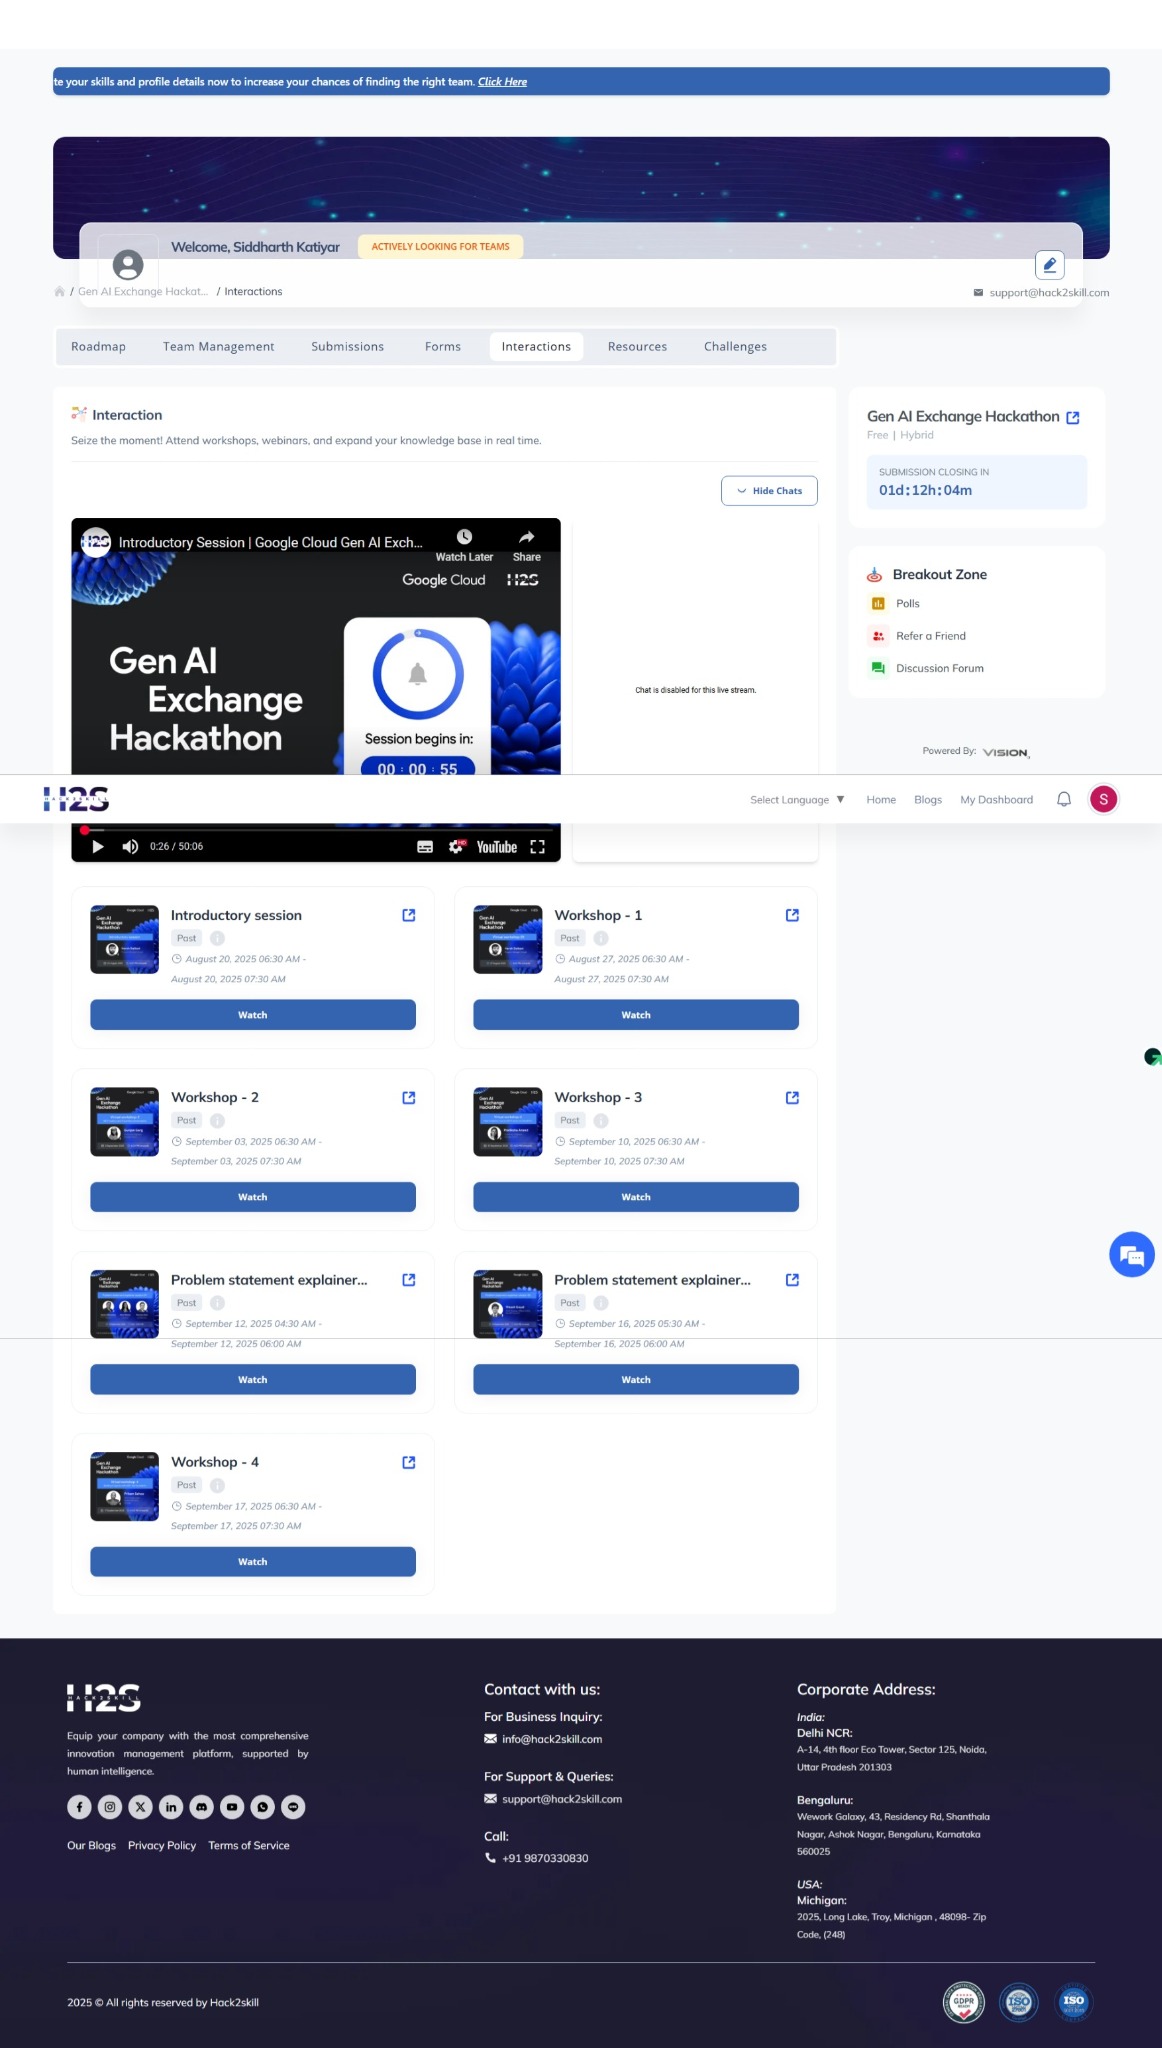 te your skills and profile details now to increase your chances of finding the right team. Click Here
Welcome, Siddharth Katiyar
ACTIVELY LOOKING FOR TEAMS
/ Gen AI Exchange Hackat... / Interactions
support@hack2skill.com
Roadmap
Team Management
Submissions
Forms
Interactions
Resources
Challenges
Interaction
Seize the moment! Attend workshops, webinars, and expand your knowledge base in real time.
Hide Chats
H2S
Introductory Session | Google Cloud Gen AI Exch...
Watch Later
Share
Google Cloud
H2S
Gen AI
Exchange
Hackathon
Session begins in:
00 : 00 : 55
Chat is disabled for this live stream.
Gen AI Exchange Hackathon
Free | Hybrid
SUBMISSION CLOSING IN
01d:12h:04m
Breakout Zone
Polls
Refer a Friend
Discussion Forum
Powered By: VISION
H2S
HACK2SKILL
Select Language ▼
Home
Blogs
My Dashboard
S
0:26 / 50:06
HD
YouTube
Introductory session
Past
August 20, 2025 06:30 AM -
August 20, 2025 07:30 AM
Watch
Workshop - 1
Past
August 27, 2025 06:30 AM -
August 27, 2025 07:30 AM
Watch
Workshop - 2
Past
September 03, 2025 06:30 AM -
September 03, 2025 07:30 AM
Watch
Workshop - 3
Past
September 10, 2025 06:30 AM -
September 10, 2025 07:30 AM
Watch
Problem statement explainer...
Past
September 12, 2025 04:30 AM -
September 12, 2025 06:00 AM
Watch
Problem statement explainer...
Past
September 16, 2025 05:30 AM -
September 16, 2025 06:00 AM
Watch
Workshop - 4
Past
September 17, 2025 06:30 AM -
September 17, 2025 07:30 AM
Watch
H2S
HACK2SKILL
Equip your company with the most comprehensive
innovation management platform, supported by
human intelligence.
Our Blogs
Privacy Policy
Terms of Service
Contact with us:
For Business Inquiry:
info@hack2skill.com
For Support & Queries:
support@hack2skill.com
Call:
+91 9870330830
Corporate Address:
India:
Delhi NCR:
A-14, 4th floor Eco Tower, Sector 125, Noida,
Uttar Pradesh 201303
Bengaluru:
Wework Galaxy, 43, Residency Rd, Shanthala
Nagar, Ashok Nagar, Bengaluru, Karnataka
560025
USA:
Michigan:
2025, Long Lake, Troy, Michigan , 48098- Zip
Code, (248)
2025 © All rights reserved by Hack2skill
GDPR
ISO
ISO